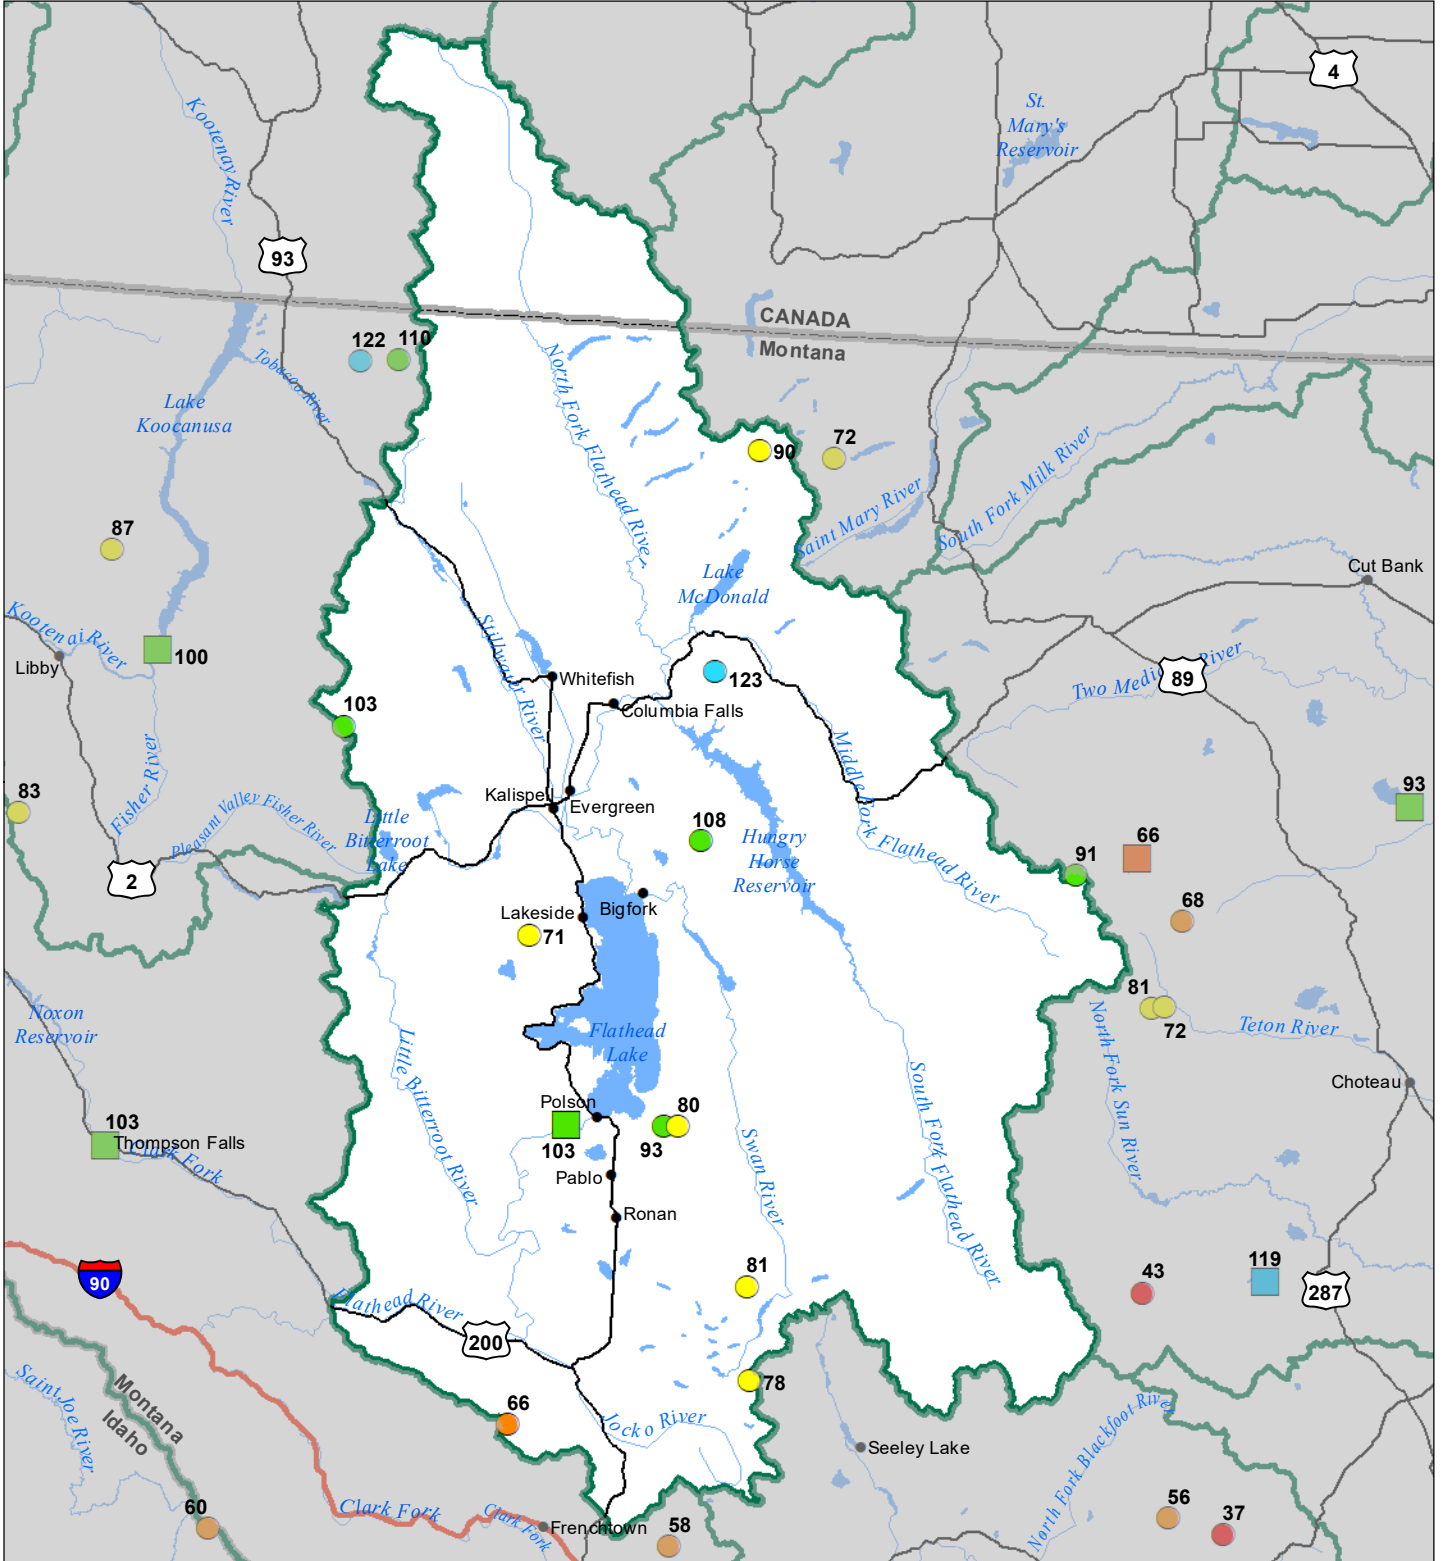 4
St.
Mary's
Reservoir
Kootenay River
93
CANADA
Montana
122
110
Tobacco River
North Fork Flathead River
Lake
Koocanusa
90
72
Saint Mary River
South Fork Milk River
87
Cut Bank
Lake
McDonald
Kootenai River
Libby
100
Stillwater River
Whitefish
123
Columbia Falls
Two Medicine River
89
103
Middle Fork Flathead River
Fisher River
83
Pleasant Valley Fisher River
Little
Bitterroot
Lake
Kalispell
Evergreen
93
108
Hungry
Horse
Reservoir
66
91
2
68
Lakeside
Bigfork
71
81
72
Noxon
Reservoir
Flathead
Lake
North Fork Sun River
Teton River
Little Bitterroot River
Choteau
South Fork Flathead River
103
Thompson Falls
Clark Fork
Polson
103
80
93
Swan River
Pablo
Ronan
90
81
43
119
287
Flathead River
200
78
66
Jocko River
Montana
Idaho
Saint Joe River
Seeley Lake
North Fork Blackfoot River
60
Clark Fork
Clark Fork
Frenchtown
58
56
37